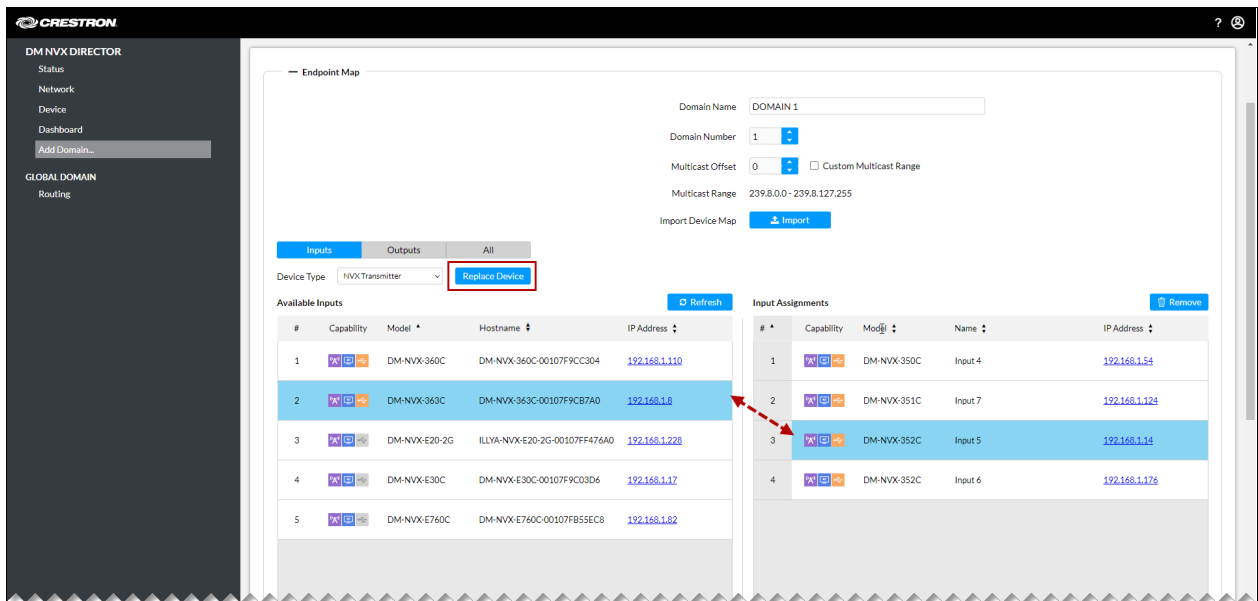 CRESTRON.
?
DM NVX DIRECTOR
Status
Network
Device
Dashboard
Add Domain...
GLOBAL DOMAIN
Routing
Endpoint Map
Domain Name DOMAIN 1
Domain Number 1
Multicast Offset 0 Custom Multicast Range
Multicast Range 239.8.0.0 - 239.8.127.255
Import Device Map Import
Inputs Outputs All
Device Type NVX Transmitter Replace Device
Available Inputs Refresh
# Capability Model Hostname IP Address
1 DM-NVX-360C DM-NVX-360C-00107F9CC304 192.168.1.110
2 DM-NVX-363C DM-NVX-363C-00107F9CB7A0 192.168.1.8
3 DM-NVX-E20-2G ILLYA-NVX-E20-2G-00107FF476A0 192.168.1.228
4 DM-NVX-E30C DM-NVX-E30C-00107F9C03D6 192.168.1.17
5 DM-NVX-E760C DM-NVX-E760C-00107FB55EC8 192.168.1.82
Input Assignments Remove
# Capability Model Name IP Address
1 DM-NVX-350C Input 4 192.168.1.54
2 DM-NVX-351C Input 7 192.168.1.124
3 DM-NVX-352C Input 5 192.168.1.14
4 DM-NVX-352C Input 6 192.168.1.176